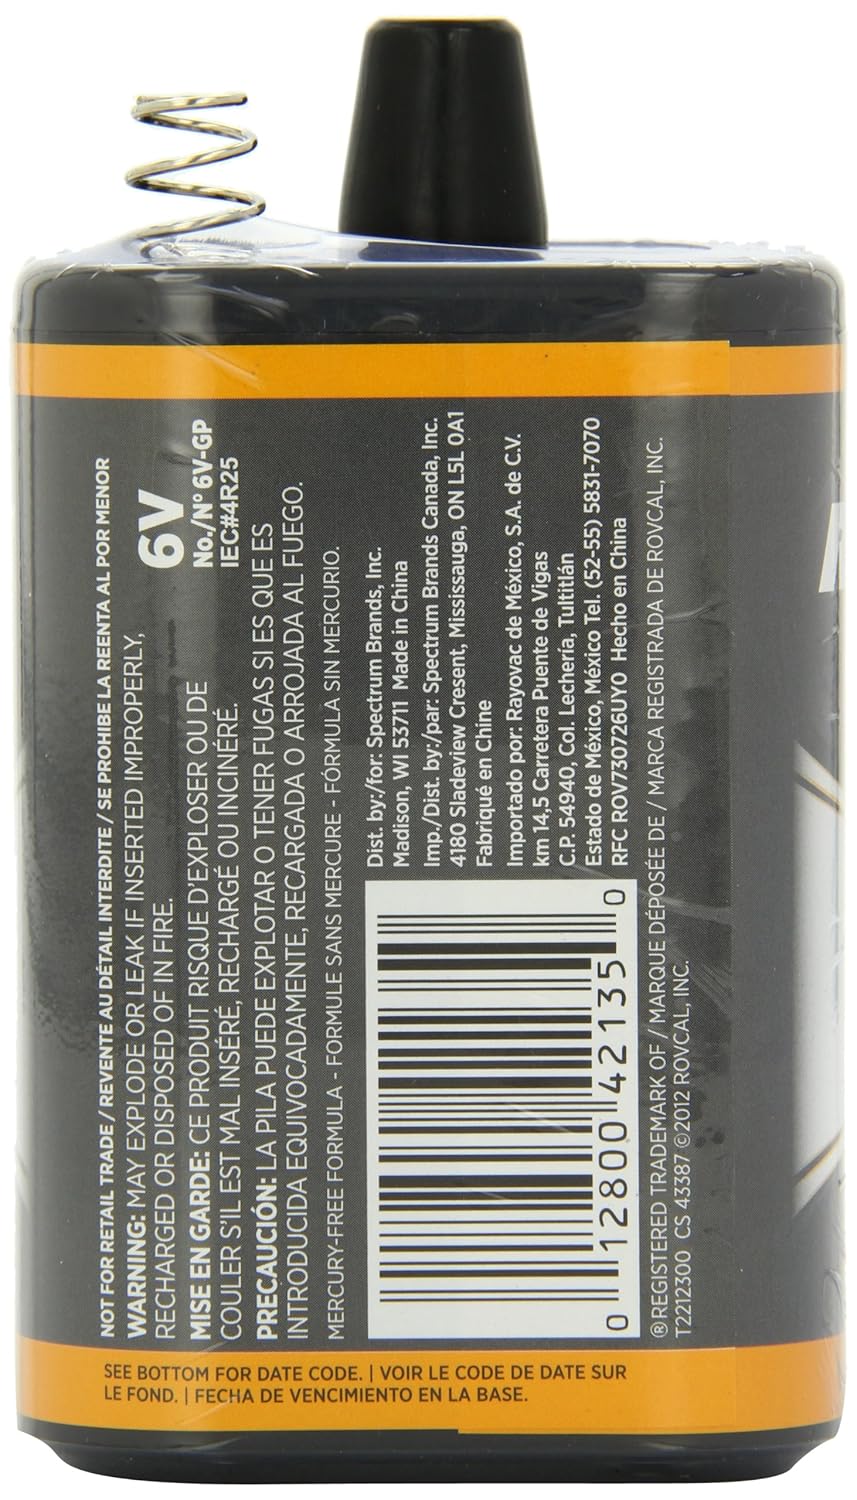 NOT FOR RETAIL TRADE / REVENTE AU DÉTAIL INTERDITE / SE PROHIBE LA REENTA AL POR MENOR
WARNING: MAY EXPLODE OR LEAK IF INSERTED IMPROPERLY,
RECHARGED OR DISPOSED OF IN FIRE.
6V
No./N° 6V-GP
IEC#4R25
MISE EN GARDE: CE PRODUIT RISQUE D'EXPLOSER OU DE
COULER S'IL EST MAL INSÉRÉ, RECHARGÉ OU INCINÉRÉ.
PRECAUCIÓN: LA PILA PUEDE EXPLOTAR O TENER FUGAS SI ES QUE ES
INTRODUCIDA EQUIVOCADAMENTE, RECARGADA O ARROJADA AL FUEGO.
MERCURY-FREE FORMULA - FORMULE SANS MERCURE - FÓRMULA SIN MERCURIO.
Dist. by:/for: Spectrum Brands, Inc.
Madison, WI 53711 Made in China
Imp./Dist. by:/par: Spectrum Brands Canada, Inc.
4180 Sladeview Cresent, Mississauga, ON L5L 0A1
Fabriqué en Chine
Importado por: Rayovac de México, S.A. de C.V.
km 14,5 Carretera Puente de Vigas
C.P. 54940, Col. Lechería, Tultitlán
Estado de México, México Tel. (52-55) 5831-7070
RFC ROV730726UY0 Hecho en China
0 12800 42135 0
®REGISTERED TRADEMARK OF / MARQUE DÉPOSÉE DE / MARCA REGISTRADA DE ROVCAL, INC.
T2212300 CS 43387 ©2012 ROVCAL, INC.
SEE BOTTOM FOR DATE CODE. | VOIR LE CODE DE DATE SUR
LE FOND. | FECHA DE VENCIMIENTO EN LA BASE.